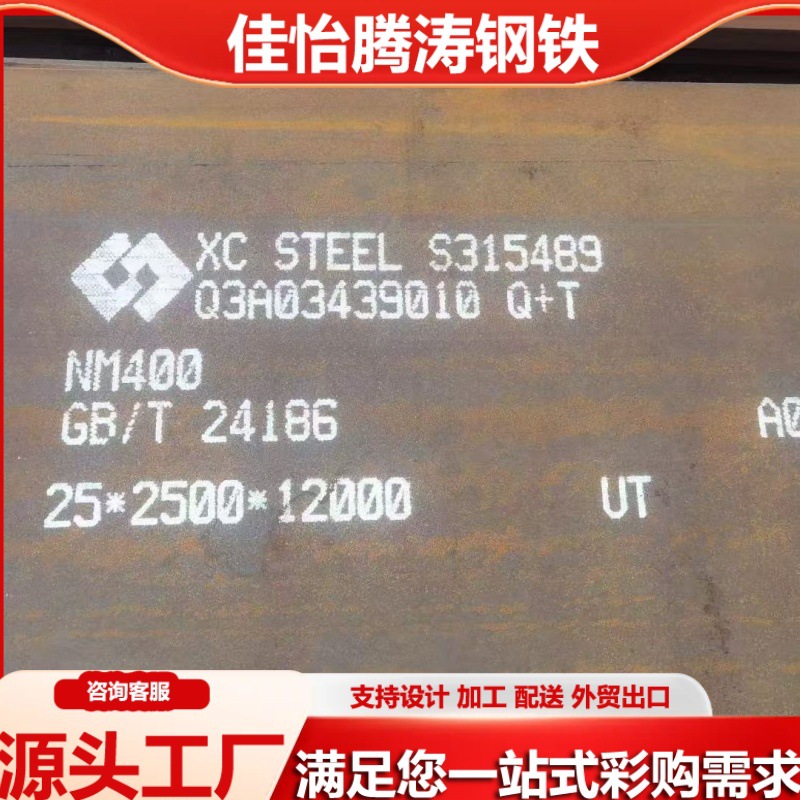 佳怡腾涛钢铁
XC STEEL S315489
Q3A03439010 Q+T
NM400
GB/T 24186
A0
25*2500*12000 UT
咨询客服
支持设计 加工 配送 外贸出口
源头工厂
满足您一站式彩购需求